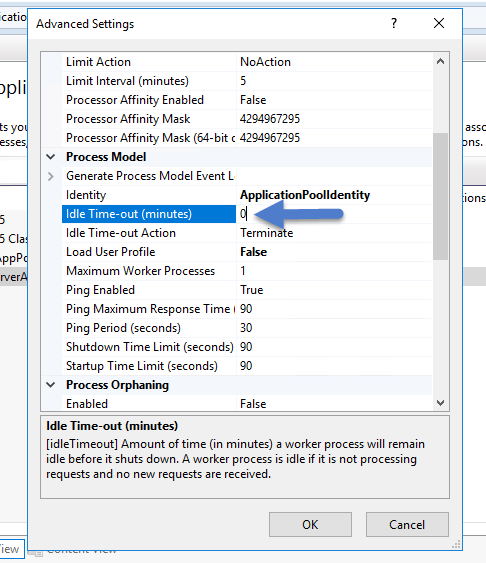 icatio
Advanced Settings
?
Limit Action NoAction
Limit Interval (minutes) 5
Processor Affinity Enabled False
Processor Affinity Mask 4294967295
Processor Affinity Mask (64-bit c 4294967295
Process Model
Generate Process Model Event L
Identity ApplicationPoolIdentity
Idle Time-out (minutes) 0
Idle Time-out Action Terminate
Load User Profile False
Maximum Worker Processes 1
Ping Enabled True
Ping Maximum Response Time ( 90
Ping Period (seconds) 30
Shutdown Time Limit (seconds) 90
Startup Time Limit (seconds) 90
Process Orphaning
Enabled False
Idle Time-out (minutes)
[idleTimeout] Amount of time (in minutes) a worker process will remain
idle before it shuts down. A worker process is idle if it is not processing
requests and no new requests are received.
OK Cancel
ppli
ts you
esses,
5
5 Clas
AppPo
erverA
asso
ons.
tions
iew
Content View